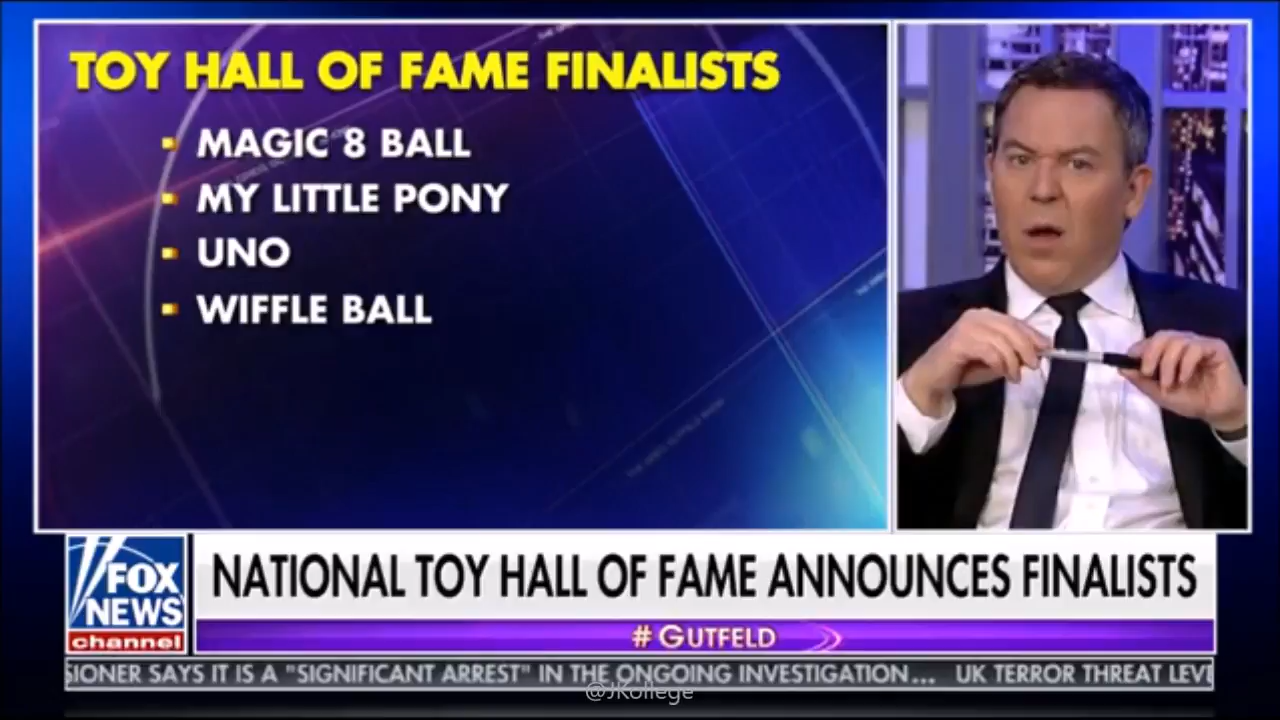 TOY HALL OF FAME FINALISTS
MAGIC 8 BALL
MY LITTLE PONY
UNO
WIFFLE BALL
FOX
NEWS
channel
NATIONAL TOY HALL OF FAME ANNOUNCES FINALISTS
# GUTFELD
SIONER SAYS IT IS A "SIGNIFICANT ARREST" IN THE ONGOING INVESTIGATION... UK TERROR THREAT LEVE
@JKollege